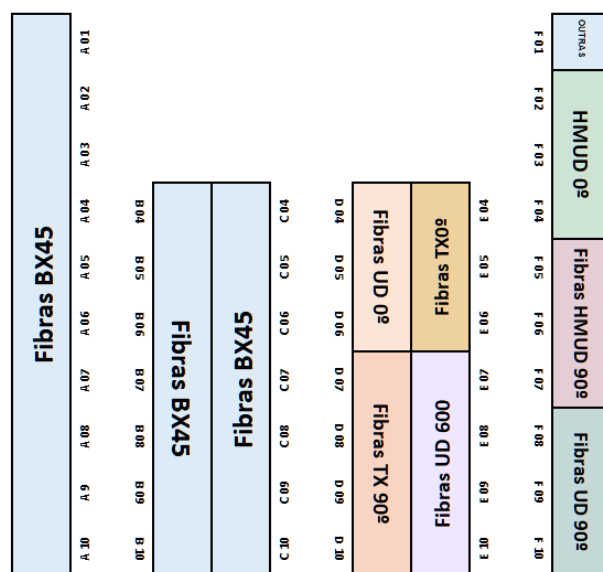 Fibras BX45
A 01
A 02
A 03
A 04
A 05
A 06
A 07
A 08
A 9
A 10
B 04
B 05
B 06
B 07
B 08
B 09
B 10
Fibras BX45
Fibras BX45
C 04
C 05
C 06
C 07
C 08
C 09
C 10
D 04
D 05
D 06
D 07
D 08
D 09
D 10
Fibras UD 0º
Fibras TX 90º
Fibras TX0º
Fibras UD 600
E 04
E 05
E 06
E 07
E 08
E 09
E 10
F 01
F 02
F 03
F 04
F 05
F 06
F 07
F 08
F 09
F 10
OUTRAS
HMUD 0º
Fibras HMUD 90º
Fibras UD 90º